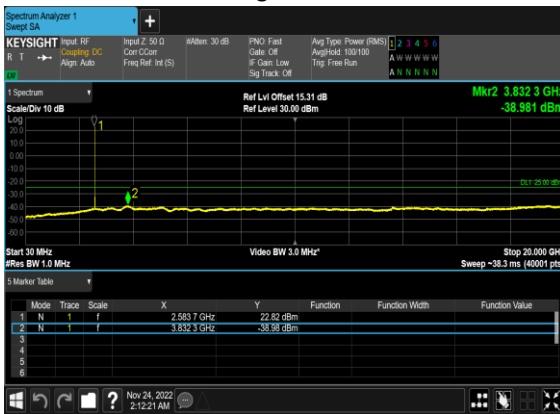 Spectrum Analyzer 1
Swept SA
KEYSIGHT Input: RF Input Z: 50 Ω #Atten: 30 dB PNO: Fast Avg Type: Power (RMS) 1 2 3 4 5 6
R T Coupling: DC Corr CCorr Gate: Off Avg|Hold: 100/100 A W W W W W
Align: Auto Freq Ref: Int (S) IF Gain: Low Trig: Free Run
LV Sig Track: Off A N N N N N
1 Spectrum Ref Lvl Offset 15.31 dB Mkr2 3.832 3 GHz
Scale/Div 10 dB Ref Level 30.00 dBm -38.981 dBm
Log
20.0
10.0
0.00
-10.0
-20.0
-30.0
-40.0
-50.0
-60.0
1
2
DL1 -25.00 dBm
Start 30 MHz Video BW 3.0 MHz* Stop 20.000 GHz
#Res BW 1.0 MHz Sweep ~38.3 ms (40001 pts)
5 Marker Table
Mode Trace Scale X Y Function Function Width Function Value
1 N 1 f 2.583 7 GHz 22.82 dBm
2 N 1 f 3.832 3 GHz -38.98 dBm
3
4
5
6
? Nov 24, 2022
2:12:21 AM